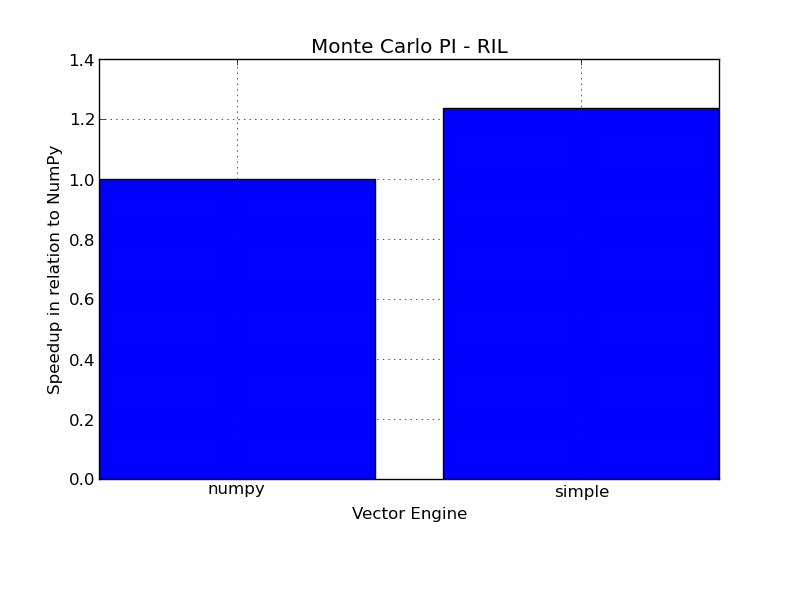 Monte Carlo PI - RIL
Speedup in relation to NumPy
1.4
1.2
1.0
0.8
0.6
0.4
0.2
0.0
numpy
simple
Vector Engine